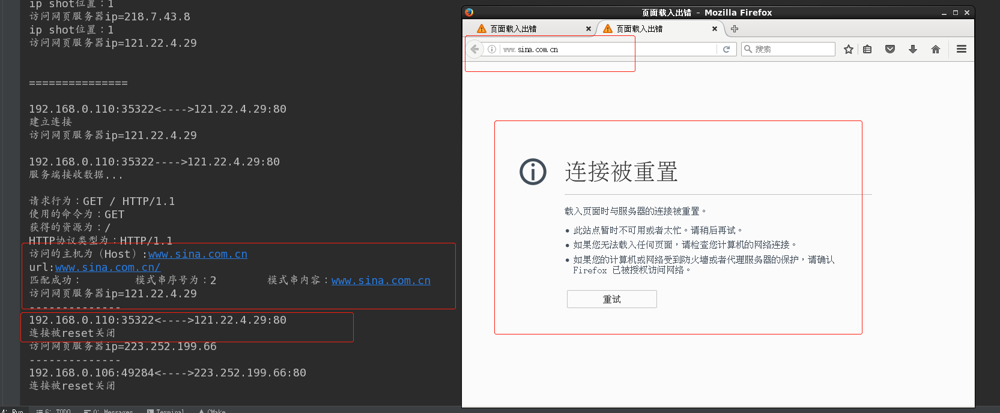 ip shot位置：1
访问网页服务器ip=218.7.43.8
ip shot位置：1
访问网页服务器ip=121.22.4.29
===============
192.168.0.110:35322<---->121.22.4.29:80
建立连接
访问网页服务器ip=121.22.4.29
192.168.0.110:35322---->121.22.4.29:80
服务端接收数据...
请求行为：GET / HTTP/1.1
使用的命令为：GET
获得的资源为：/
HTTP协议类型为：HTTP/1.1
访问的主机为（Host）:www.sina.com.cn
url:www.sina.com.cn/
匹配成功： 模式串序号为：2 模式串内容：www.sina.com.cn
访问网页服务器ip=121.22.4.29
--------------
192.168.0.110:35322<---->121.22.4.29:80
连接被reset关闭
访问网页服务器ip=223.252.199.66
--------------
192.168.0.106:49284<---->223.252.199.66:80
连接被reset关闭
4: Run 6: TODO 0: Messages Terminal CMake
页面载入出错 - Mozilla Firefox
页面载入出错
页面载入出错
www.sina.com.cn
搜索
连接被重置
载入页面时与服务器的连接被重置。
• 此站点暂时不可用或者太忙。请稍后再试。
• 如果您无法载入任何页面，请检查您计算机的网络连接。
• 如果您的计算机或网络受到防火墙或者代理服务器的保护，请确认
Firefox 已被授权访问网络。
重试